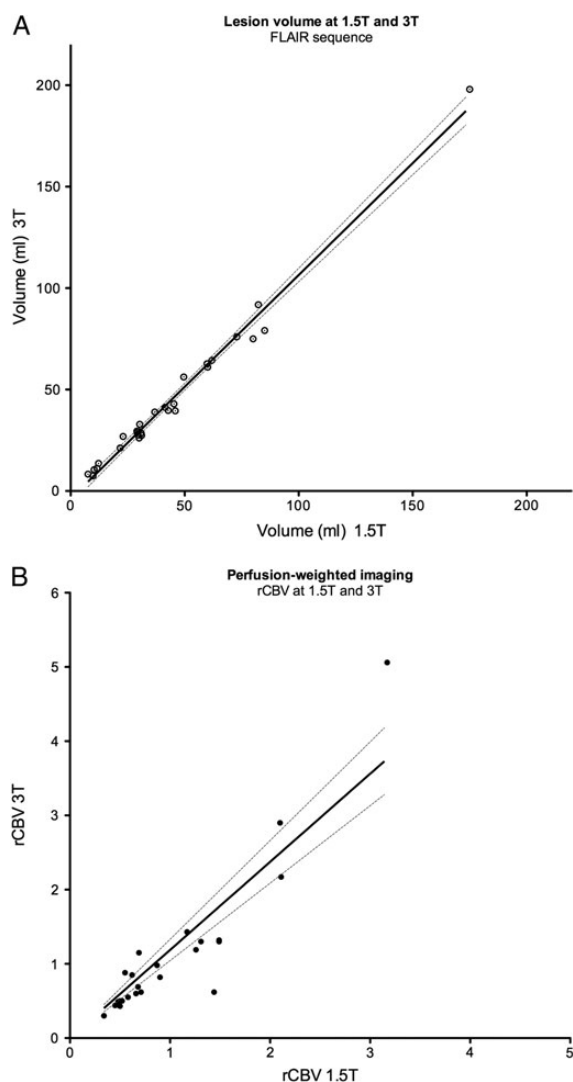 A
Lesion volume at 1.5T and 3T
FLAIR sequence
200
150
100
50
0
Volume (ml) 3T
0 50 100 150 200
Volume (ml) 1.5T
B
Perfusion-weighted imaging
rCBV at 1.5T and 3T
6
5
4
3
2
1
0
rCBV 3T
0 1 2 3 4 5
rCBV 1.5T